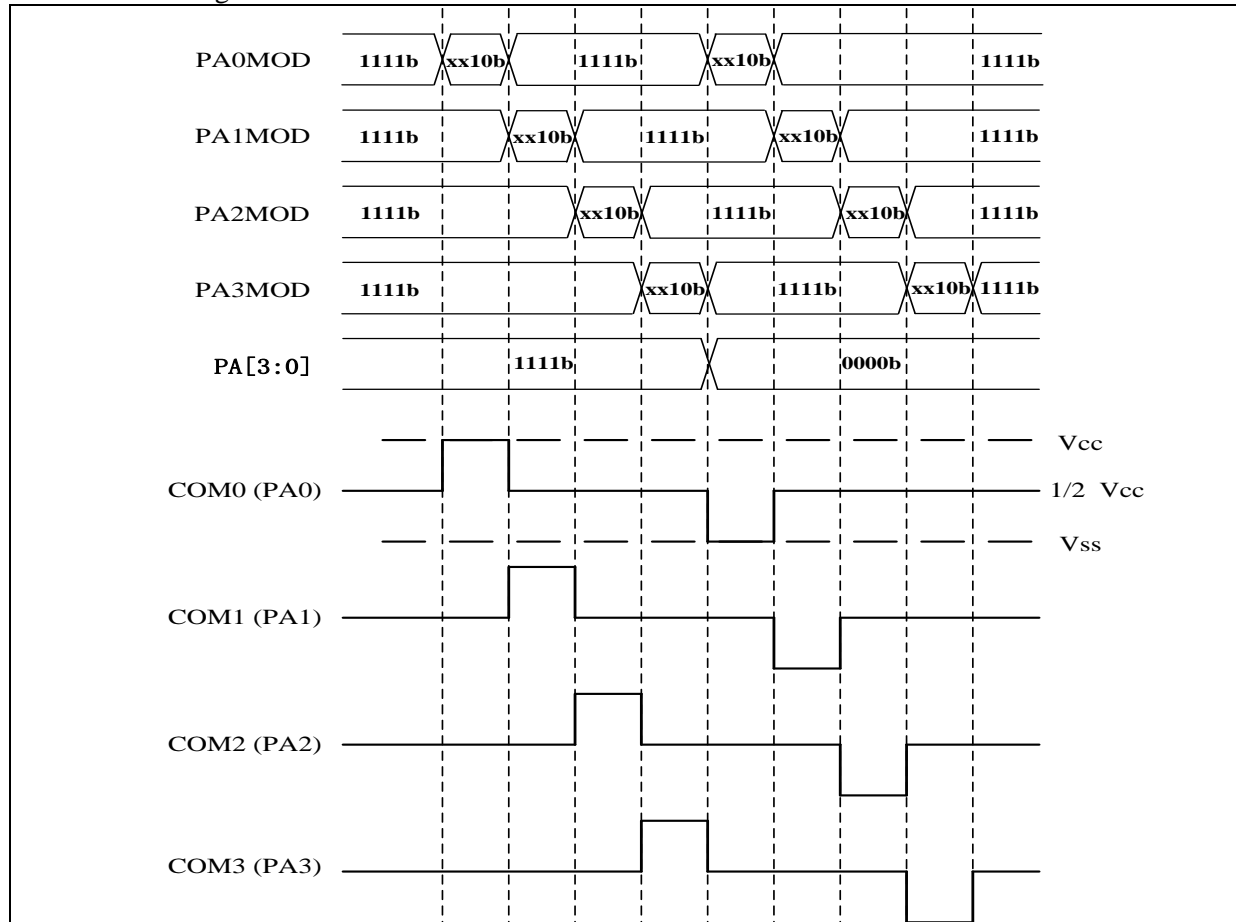 PA0MOD 1111b xx10b 1111b xx10b 1111b
PA1MOD 1111b xx10b 1111b xx10b 1111b
PA2MOD 1111b xx10b 1111b xx10b 1111b
PA3MOD 1111b xx10b 1111b xx10b 1111b
PA[3:0] 1111b 0000b
Vcc
COM0 (PA0) 1/2 Vcc
Vss
COM1 (PA1)
COM2 (PA2)
COM3 (PA3)